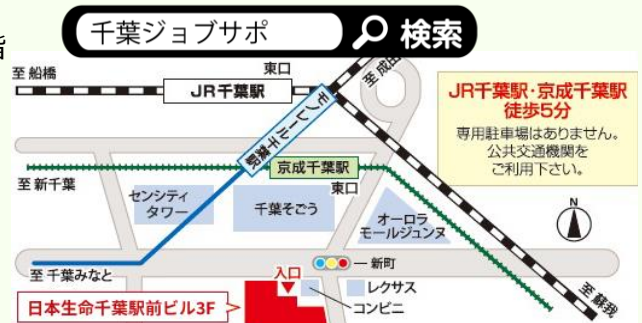 千葉ジョブサポ
検索
階
至 船橋
東口
至 成田
JR千葉駅
モノレール千葉駅
JR千葉駅・京成千葉駅
徒歩5分
専用駐車場はありません。
公共交通機関を
ご利用下さい。
京成千葉駅
東口
至 新千葉
センシティ
タワー
千葉そごう
オーロラ
モールジュンヌ
N
新町
至 千葉みなと
入口
レクサス
コンビニ
至 蘇我
日本生命千葉駅前ビル3F